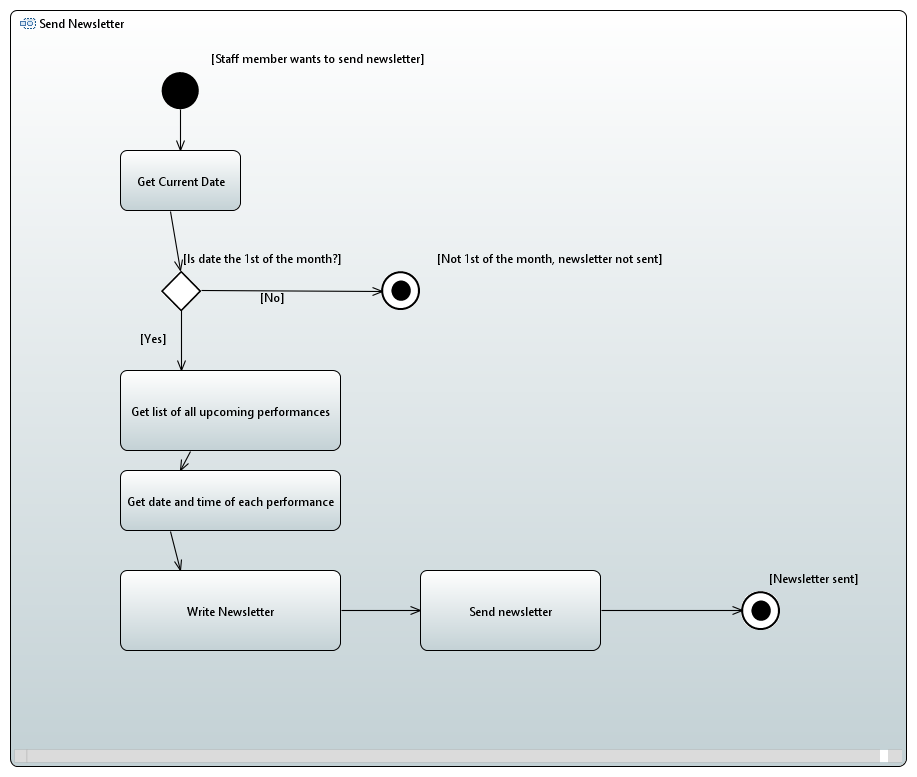 Send Newsletter
[Staff member wants to send newsletter]
Get Current Date
[Is date the 1st of the month?]
[Not 1st of the month, newsletter not sent]
[No]
[Yes]
Get list of all upcoming performances
Get date and time of each performance
[Newsletter sent]
Write Newsletter
Send newsletter